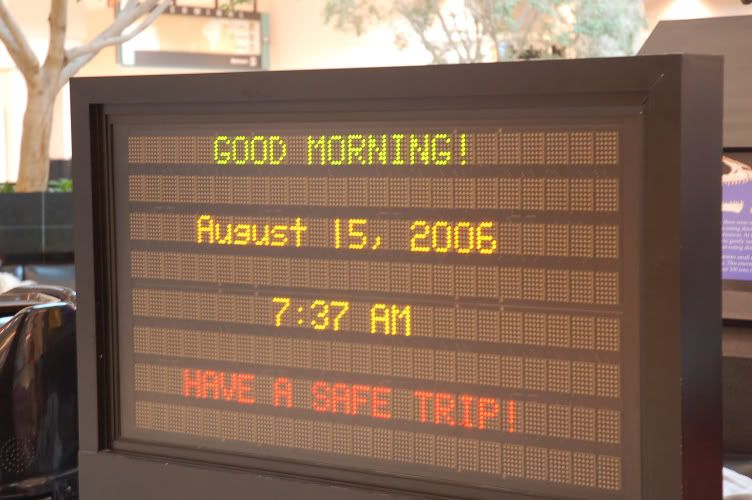 GOOD MORNING!
August 15, 2006
7:37 AM
HAVE A SAFE TRIP!